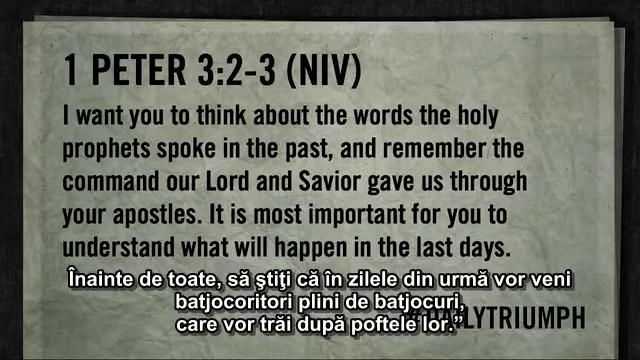 1 PETER 3:2-3 (NIV)
I want you to think about the words the holy
prophets spoke in the past, and remember the
command our Lord and Savior gave us through
your apostles. It is most important for you to
understand what will happen in the last days.
Înainte de toate, să ştiţi că în zilele din urmă vor veni
batjocoritori plini de batjocuri,
care vor trăi după poftele lor.”
#DAILYTRIUMPH